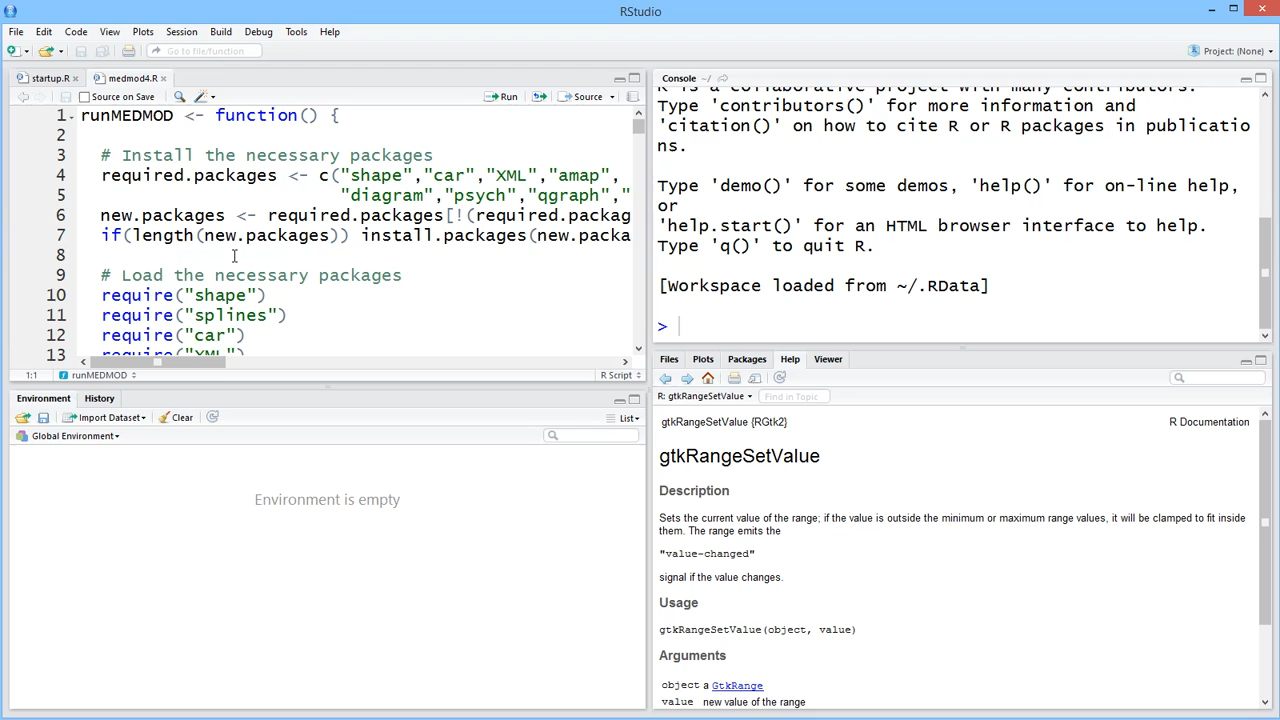 RStudio
File Edit Code View Plots Session Build Debug Tools Help
Go to file/function Project: (None)
startup.R medmod4.R
Source on Save Run Source
1 runMEDMOD <- function() {
2
3 # Install the necessary packages
4 required.packages <- c("shape","car","XML","amap",
5 "diagram","psych","qgraph","
6 new.packages <- required.packages[!(required.packag
7 if(length(new.packages)) install.packages(new.packa
8
9 # Load the necessary packages
10 require("shape")
11 require("splines")
12 require("car")
13 require("XML")
1:1 runMEDMOD R Script
Environment History
Import Dataset Clear List
Global Environment
Environment is empty
Console ~/
R is a collaborative project with many contributors.
Type 'contributors()' for more information and
'citation()' on how to cite R or R packages in publicatio
ns.
Type 'demo()' for some demos, 'help()' for on-line help,
or
'help.start()' for an HTML browser interface to help.
Type 'q()' to quit R.
[Workspace loaded from ~/.RData]
>
Files Plots Packages Help Viewer
R: gtkRangeSetValue Find in Topic
gtkRangeSetValue {RGtk2} R Documentation
gtkRangeSetValue
Description
Sets the current value of the range; if the value is outside the minimum or maximum range values, it will be clamped to fit inside
them. The range emits the
"value-changed"
signal if the value changes.
Usage
gtkRangeSetValue(object, value)
Arguments
object a GtkRange
value new value of the range